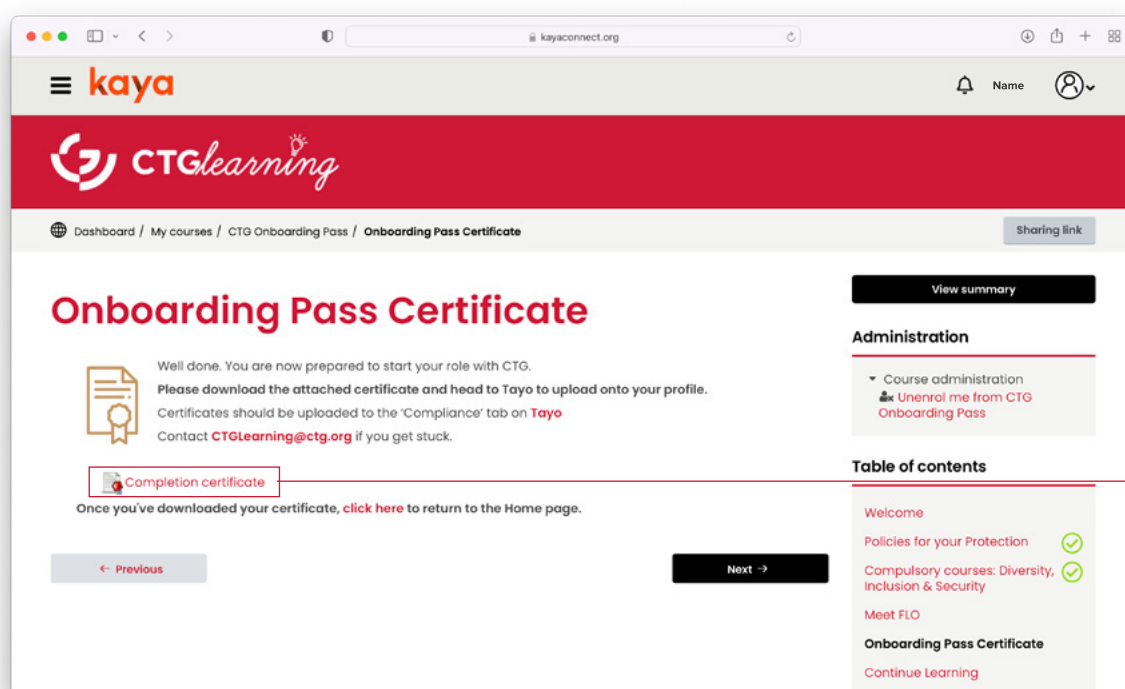 kayaconnect.org
kaya
Name
CTGlearning
Dashboard / My courses / CTG Onboarding Pass / Onboarding Pass Certificate
Sharing link
Onboarding Pass Certificate
Well done. You are now prepared to start your role with CTG.
Please download the attached certificate and head to Tayo to upload onto your profile.
Certificates should be uploaded to the 'Compliance' tab on Tayo
Contact CTGLearning@ctg.org if you get stuck.
Completion certificate
Once you've downloaded your certificate, click here to return to the Home page.
← Previous
Next →
View summary
Administration
Course administration
Unenrol me from CTG
Onboarding Pass
Table of contents
Welcome
Policies for your Protection
Compulsory courses: Diversity,
Inclusion & Security
Meet FLO
Onboarding Pass Certificate
Continue Learning